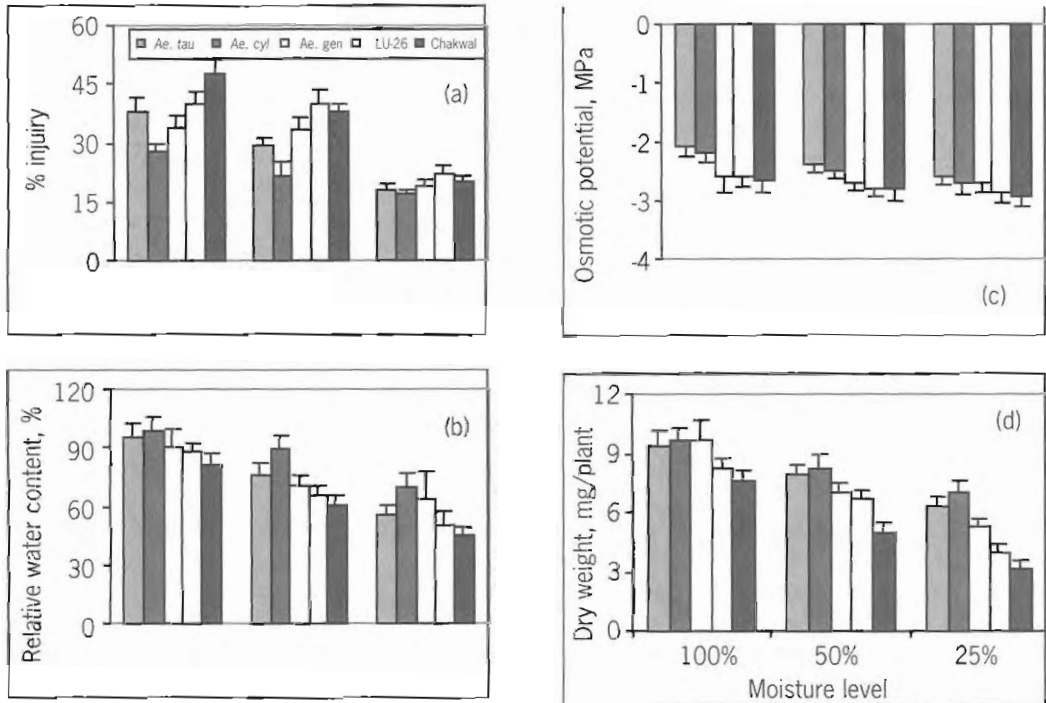 60
45
30
15
0
% injuiry
Ae. tau Ae. cyl Ae. gen LU-26 Chakwal
(a)
0
-1
-2
-3
-4
Osmotic potential, MPa
(c)
120
90
60
30
0
Relative water content, %
(b)
12
9
6
3
0
Dry weight, mg/plant
(d)
100% 50% 25%
Moisture level